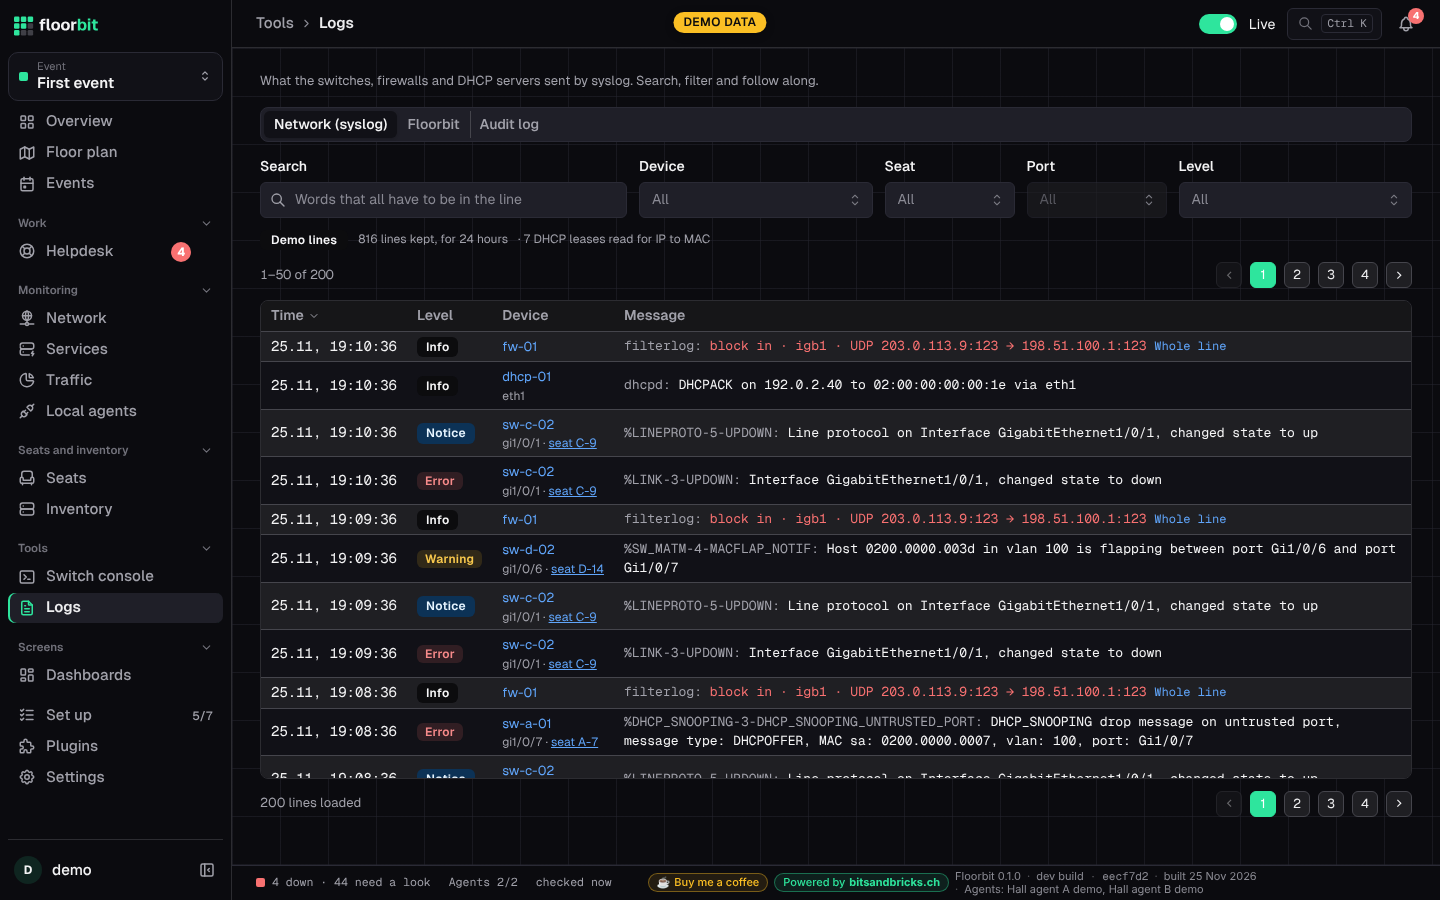 floorbit
Event
First event
Overview
Floor plan
Events
Work
Helpdesk 4
Monitoring
Network
Services
Traffic
Local agents
Seats and inventory
Seats
Inventory
Tools
Switch console
Logs
Screens
Dashboards
Set up 5/7
Plugins
Settings
D demo
Tools › Logs
DEMO DATA
Live
Ctrl K
4
What the switches, firewalls and DHCP servers sent by syslog. Search, filter and follow along.
Network (syslog) Floorbit Audit log
Search Device Seat Port Level
Words that all have to be in the line All All All All
Demo lines 816 lines kept, for 24 hours · 7 DHCP leases read for IP to MAC
1–50 of 200 ‹ 1 2 3 4 ›
Time Level Device Message
25.11, 19:10:36 Info fw-01 filterlog: block in · igb1 · UDP 203.0.113.9:123 → 198.51.100.1:123 Whole line
25.11, 19:10:36 Info dhcp-01 dhcpd: DHCPACK on 192.0.2.40 to 02:00:00:00:00:1e via eth1
eth1
25.11, 19:10:36 Notice sw-c-02 %LINEPROTO-5-UPDOWN: Line protocol on Interface GigabitEthernet1/0/1, changed state to up
gi1/0/1 · seat C-9
25.11, 19:10:36 Error sw-c-02 %LINK-3-UPDOWN: Interface GigabitEthernet1/0/1, changed state to down
gi1/0/1 · seat C-9
25.11, 19:09:36 Info fw-01 filterlog: block in · igb1 · UDP 203.0.113.9:123 → 198.51.100.1:123 Whole line
25.11, 19:09:36 Warning sw-d-02 %SW_MATM-4-MACFLAP_NOTIF: Host 0200.0000.003d in vlan 100 is flapping between port Gi1/0/6 and port
gi1/0/6 · seat D-14 Gi1/0/7
25.11, 19:09:36 Notice sw-c-02 %LINEPROTO-5-UPDOWN: Line protocol on Interface GigabitEthernet1/0/1, changed state to up
gi1/0/1 · seat C-9
25.11, 19:09:36 Error sw-c-02 %LINK-3-UPDOWN: Interface GigabitEthernet1/0/1, changed state to down
gi1/0/1 · seat C-9
25.11, 19:08:36 Info fw-01 filterlog: block in · igb1 · UDP 203.0.113.9:123 → 198.51.100.1:123 Whole line
25.11, 19:08:36 Error sw-a-01 %DHCP_SNOOPING-3-DHCP_SNOOPING_UNTRUSTED_PORT: DHCP_SNOOPING drop message on untrusted port,
gi1/0/7 · seat A-7 message type: DHCPOFFER, MAC sa: 0200.0000.0007, vlan: 100, port: Gi1/0/7
25.11, 19:08:36 Notice sw-c-02 %LINEPROTO-5-UPDOWN: Line protocol on Interface GigabitEthernet1/0/1, changed state to up
200 lines loaded ‹ 1 2 3 4 ›
4 down · 44 need a look Agents 2/2 checked now
☕ Buy me a coffee
Powered by bitsandbricks.ch
Floorbit 0.1.0 · dev build · eecf7d2 · built 25 Nov 2026
· Agents: Hall agent A demo, Hall agent B demo